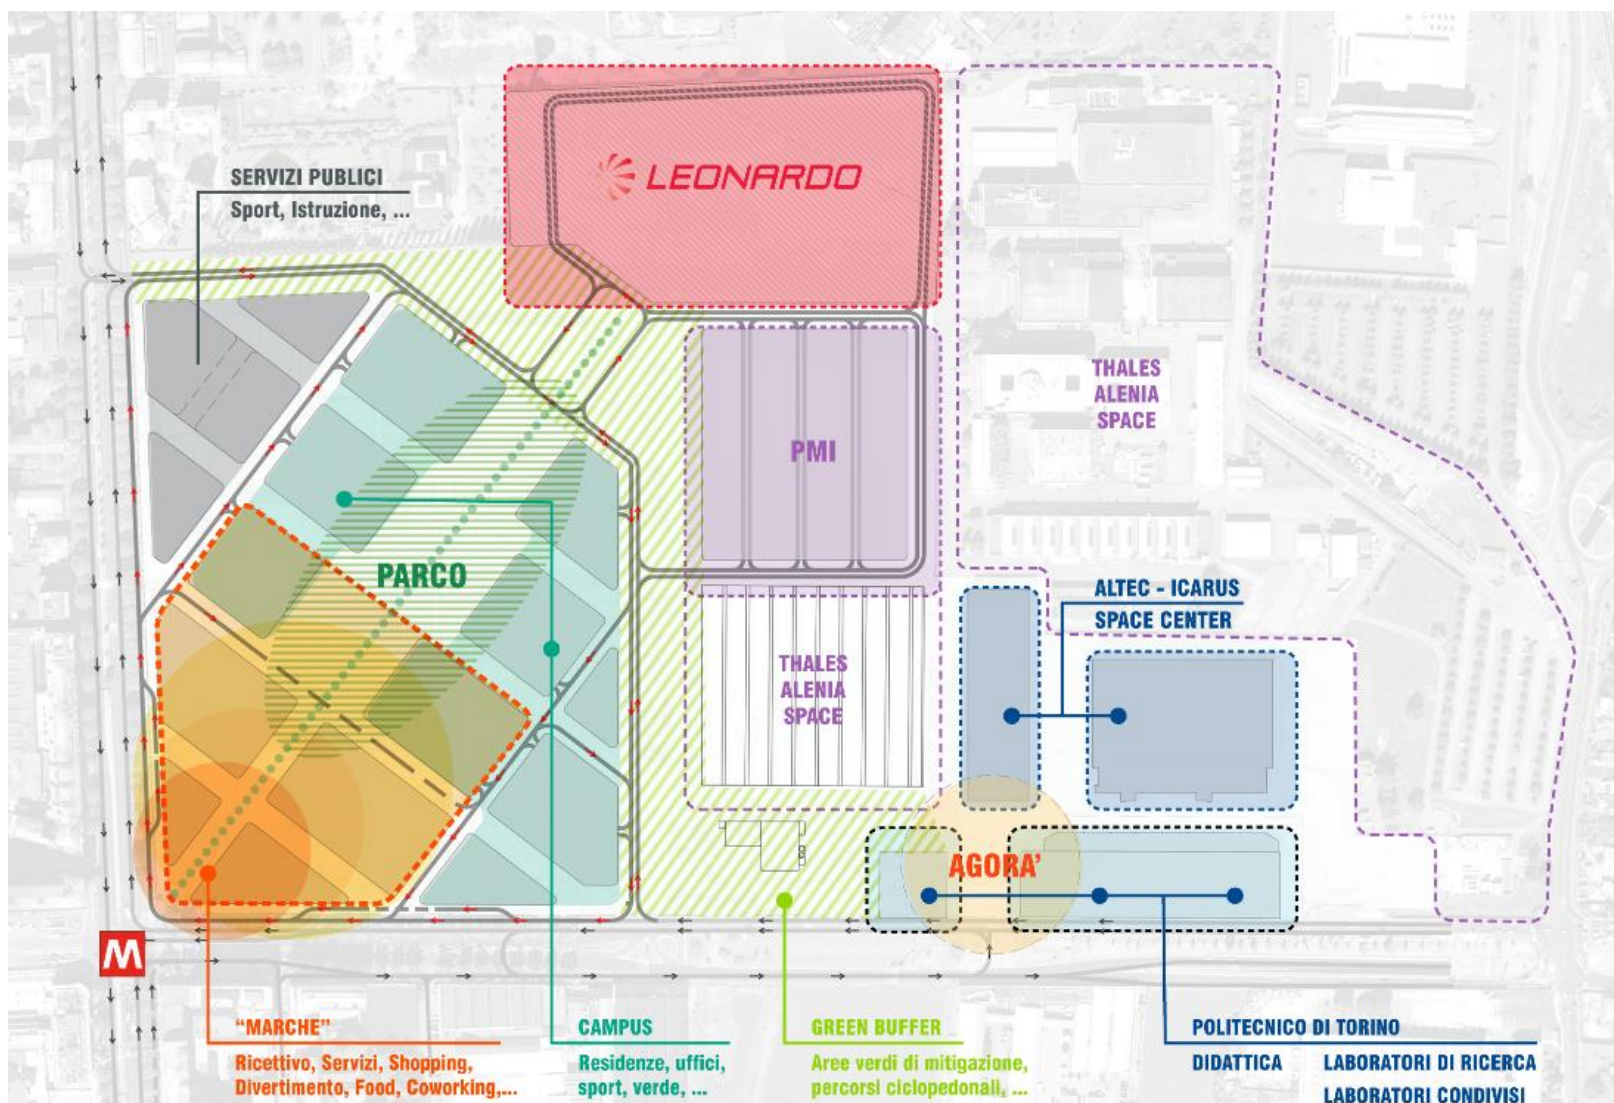 LEONARDO
SERVIZI PUBLICI
Sport, Istruzione, ...
THALES
ALENIA
SPACE
PMI
PARCO
ALTEC - ICARUS
SPACE CENTER
THALES
ALENIA
SPACE
AGORA'
M
"MARCHE"
Ricettivo, Servizi, Shopping,
Divertimento, Food, Coworking,...
CAMPUS
Residenze, uffici,
sport, verde, ...
GREEN BUFFER
Aree verdi di mitigazione,
percorsi ciclopedonali, ...
POLITECNICO DI TORINO
DIDATTICA
LABORATORI DI RICERCA
LABORATORI CONDIVISI